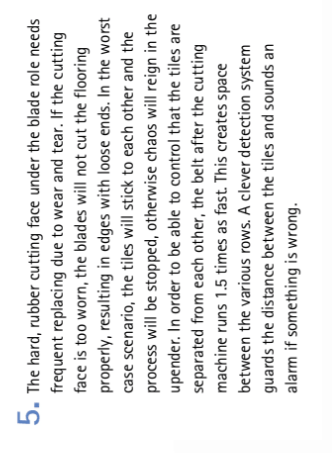 5. The hard, rubber cutting face under the blade role needs
frequent replacing due to wear and tear. If the cutting
face is too worn, the blades will not cut the flooring
properly, resulting in edges with loose ends. In the worst
case scenario, the tiles will stick to each other and the
process will be stopped, otherwise chaos will reign in the
upender. In order to be able to control that the tiles are
separated from each other, the belt after the cutting
machine runs 1.5 times as fast. This creates space
between the various rows. A clever detection system
guards the distance between the tiles and sounds an
alarm if something is wrong.